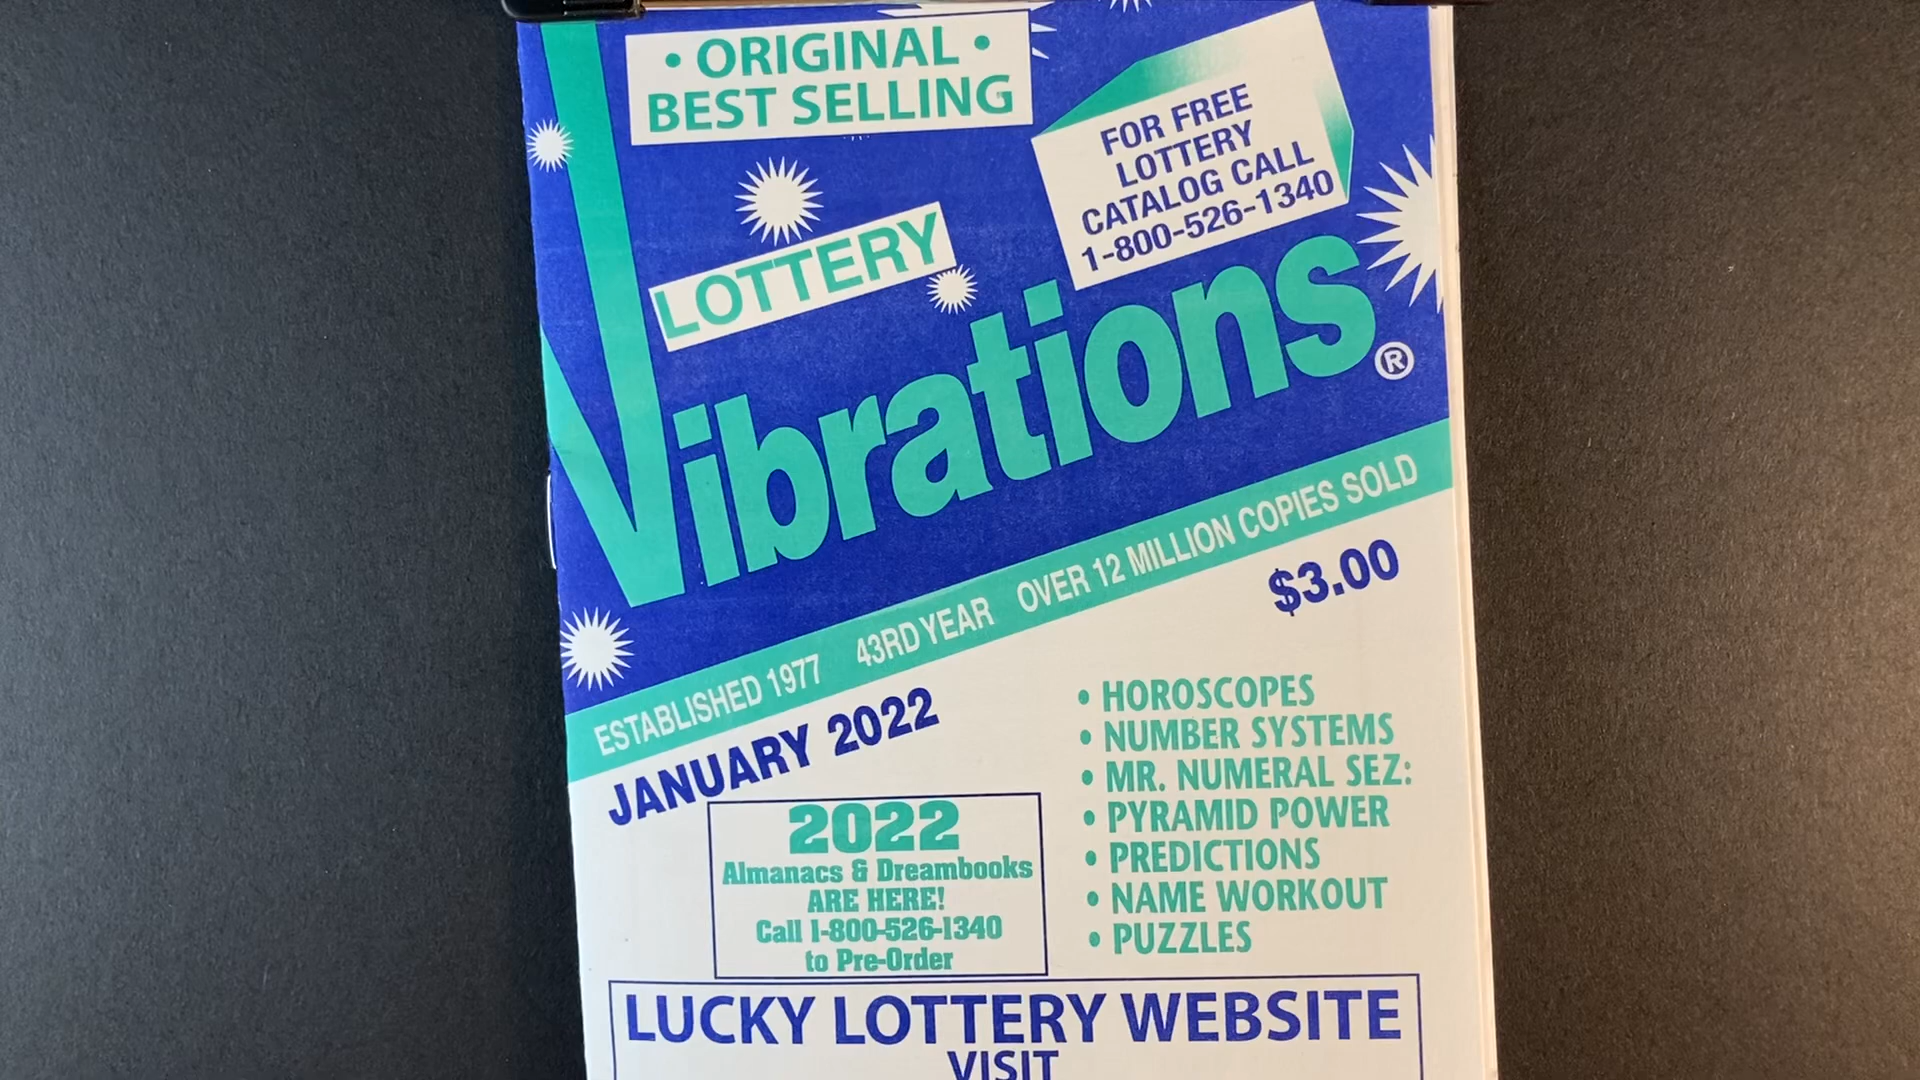 • ORIGINAL •
BEST SELLING
FOR FREE
LOTTERY
CATALOG CALL
1-800-526-1340
LOTTERY
Vibrations®
ESTABLISHED 1977 43RD YEAR OVER 12 MILLION COPIES SOLD
$3.00
JANUARY 2022
2022
Almanacs & Dreambooks
ARE HERE!
Call 1-800-526-1340
to Pre-Order
• HOROSCOPES
• NUMBER SYSTEMS
• MR. NUMERAL SEZ:
• PYRAMID POWER
• PREDICTIONS
• NAME WORKOUT
• PUZZLES
LUCKY LOTTERY WEBSITE
VISIT